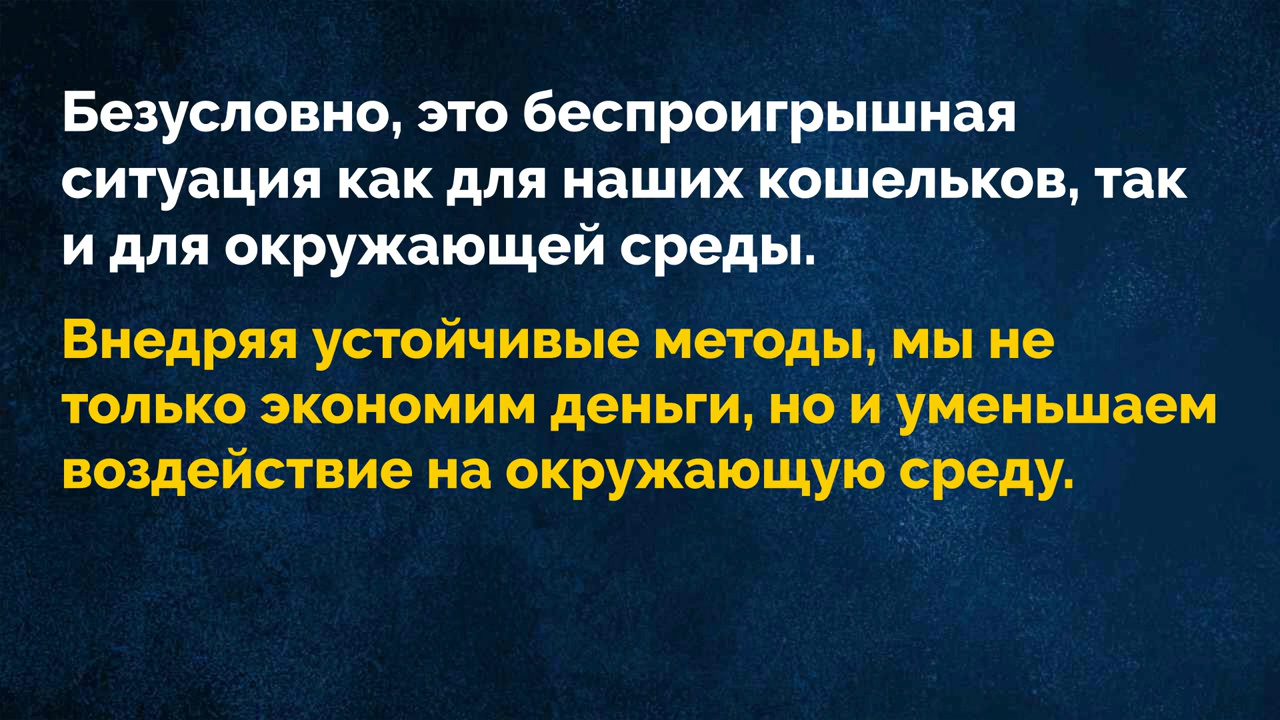 Безусловно, это беспроигрышная
ситуация как для наших кошельков, так
и для окружающей среды.
Внедряя устойчивые методы, мы не
только экономим деньги, но и уменьшаем
воздействие на окружающую среду.